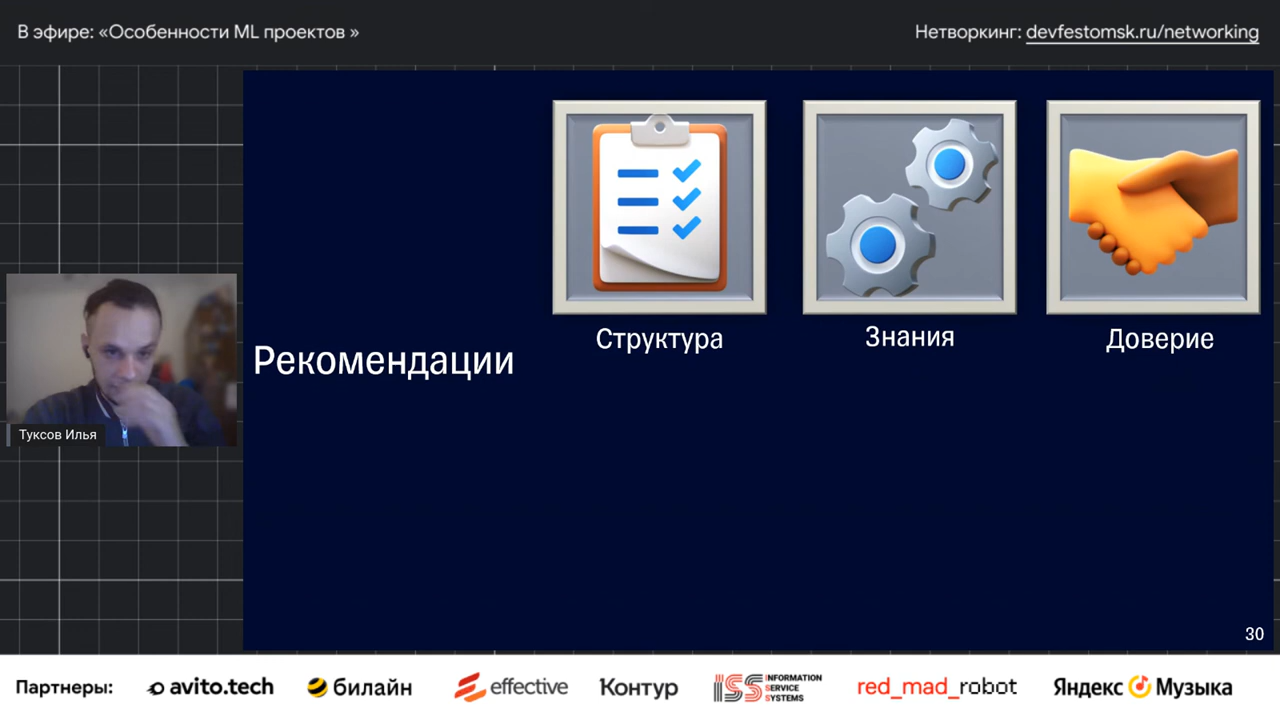 В эфире: «Особенности ML проектов »
Нетворкинг: devfestomsk.ru/networking
Структура
Знания
Доверие
Рекомендации
Туксов Илья
30
Партнеры:
avito.tech
билайн
effective
Контур
ISS INFORMATION
SERVICE
SYSTEMS
red_mad_robot
Яндекс Музыка